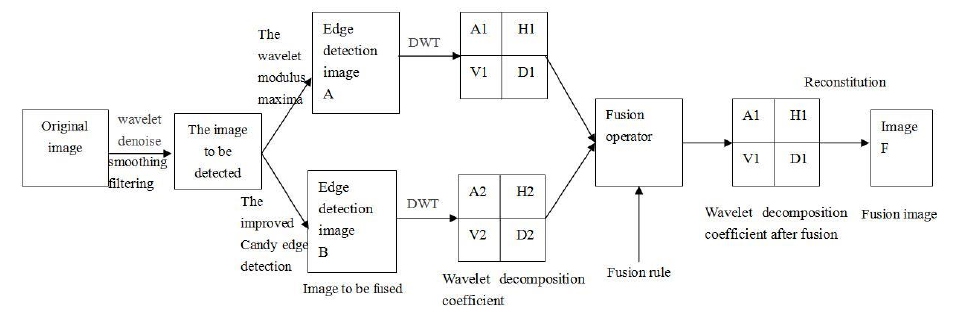 Original
image
wavelet
denoise
smoothing
filtering
The image
to be
detected
The
wavelet
modulus
maxima
Edge
detection
image
A
DWT
A1 H1
V1 D1
The
improved
Candy edge
detection
Edge
detection
image
B
Image to be fused
DWT
A2 H2
V2 D2
Wavelet decomposition
coefficient
Fusion
operator
Fusion rule
A1 H1
V1 D1
Wavelet decomposition
coefficient after fusion
Reconstitution
Image
F
Fusion image